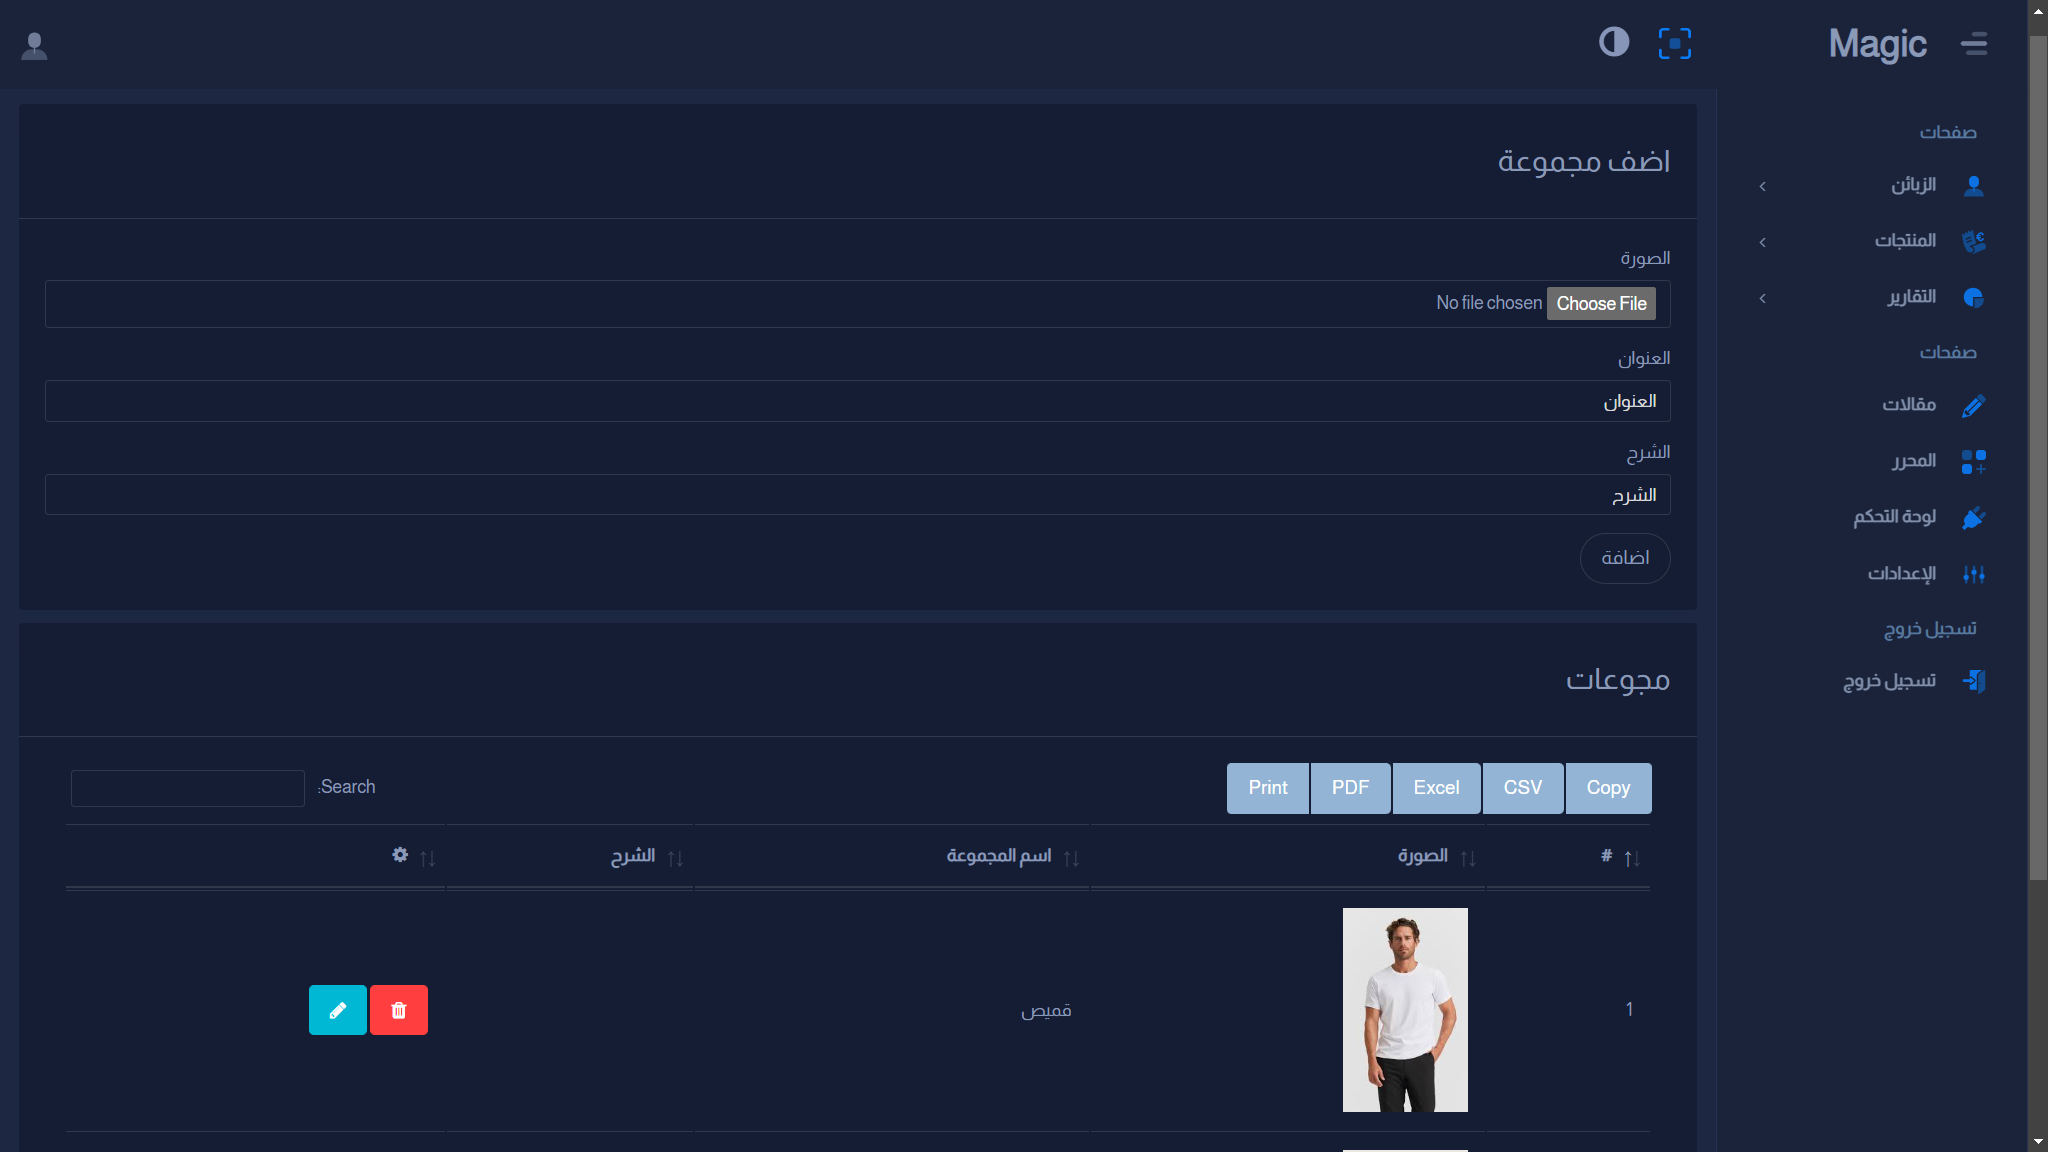 Magic
صفحات
الزبائن
المنتجات
التقارير
صفحات
مقالات
المحرر
لوحة التحكم
الإعدادات
تسجيل خروج
تسجيل خروج
اضف مجموعة
الصورة
Choose File No file chosen
العنوان
العنوان
الشرح
الشرح
اضافة
مجوعات
Copy CSV Excel PDF Print
Search:
# الصورة اسم المجموعة الشرح
1 قميص